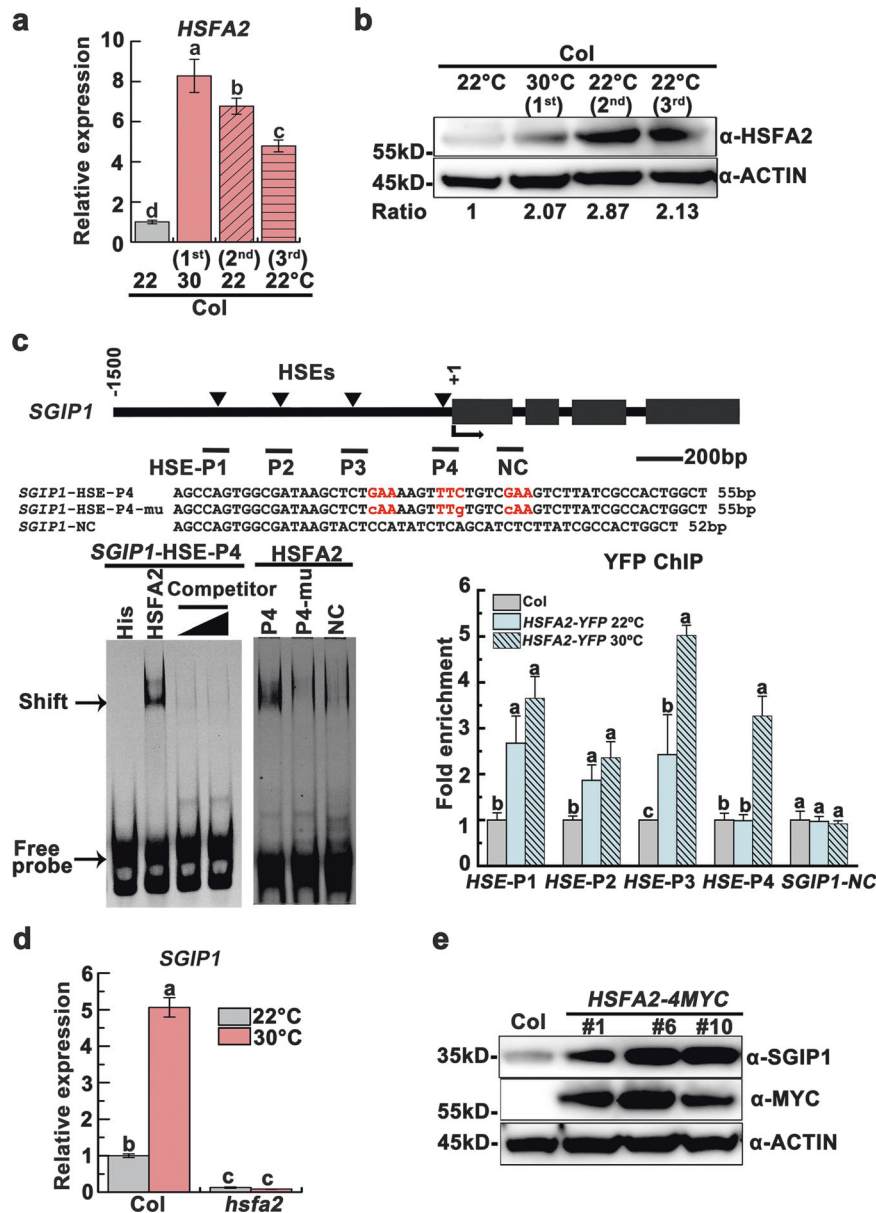 a
HSFA2
Relative expression
10
8
6
4
2
0
d
a
b
c
(1st) (2nd) (3rd)
22 30 22 22°C
Col
b
Col
22°C 30°C 22°C 22°C
(1st) (2nd) (3rd)
55kD-
α-HSFA2
45kD-
α-ACTIN
Ratio 1 2.07 2.87 2.13
c
-1500
HSEs
+1
SGIP1
HSE-P1 P2 P3 P4 NC
200bp
SGIP1-HSE-P4 AGCCAGTGGCGATAAGCTCTGAAAAGTTTCTGTCGAAGTCTTATCGCCACTGGCT 55bp
SGIP1-HSE-P4-mu AGCCAGTGGCGATAAGCTCTcAAAAGTTTgTGTCcAAGTCTTATCGCCACTGGCT 55bp
SGIP1-NC AGCCAGTGGCGATAAGTACTCCATATCTCAGCATCTCTTATCGCCACTGGCT 52bp
SGIP1-HSE-P4
His
HSFA2
Competitor
HSFA2
P4
P4-mu
NC
Shift
Free
probe
YFP ChIP
Fold enrichment
6
5
4
3
2
1
0
Col
HSFA2-YFP 22ºC
HSFA2-YFP 30ºC
b a a
b a a
c b a
b b a
a a a
HSE-P1 HSE-P2 HSE-P3 HSE-P4 SGIP1-NC
d
SGIP1
Relative expression
6
5
4
3
2
1
0
22°C
30°C
b
a
c c
Col hsfa2
e
HSFA2-4MYC
Col #1 #6 #10
35kD-
α-SGIP1
55kD-
α-MYC
45kD-
α-ACTIN